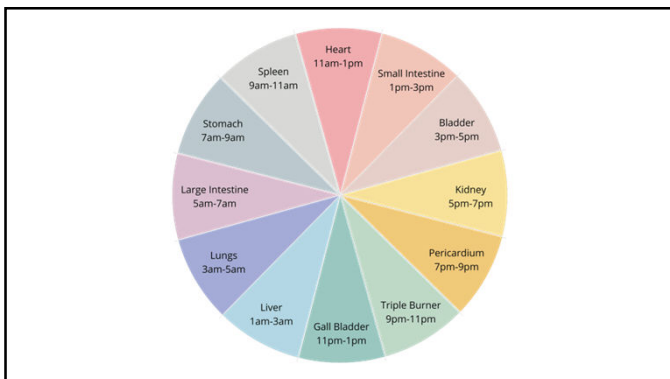 Heart
11am-1pm
Small Intestine
1pm-3pm
Bladder
3pm-5pm
Kidney
5pm-7pm
Pericardium
7pm-9pm
Triple Burner
9pm-11pm
Gall Bladder
11pm-1pm
Liver
1am-3am
Lungs
3am-5am
Large Intestine
5am-7am
Stomach
7am-9am
Spleen
9am-11am